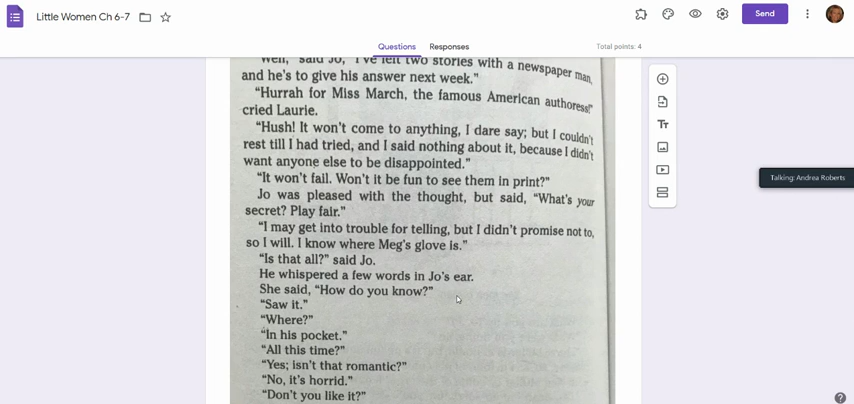 Little Women Ch 6-7
Send
Questions
Responses
Total points: 4
Talking: Andrea Roberts
"Well," said Jo, "I've left two stories with a newspaper man,
and he's to give his answer next week."
"Hurrah for Miss March, the famous American authoress!"
cried Laurie.
"Hush! It won't come to anything, I dare say; but I couldn't
rest till I had tried, and I said nothing about it, because I didn't
want anyone else to be disappointed."
"It won't fail. Won't it be fun to see them in print?"
Jo was pleased with the thought, but said, "What's your
secret? Play fair."
"I may get into trouble for telling, but I didn't promise not to,
so I will. I know where Meg's glove is."
"Is that all?" said Jo.
He whispered a few words in Jo's ear.
She said, "How do you know?"
"Saw it."
"Where?"
"In his pocket."
"All this time?"
"Yes; isn't that romantic?"
"No, it's horrid."
"Don't you like it?"